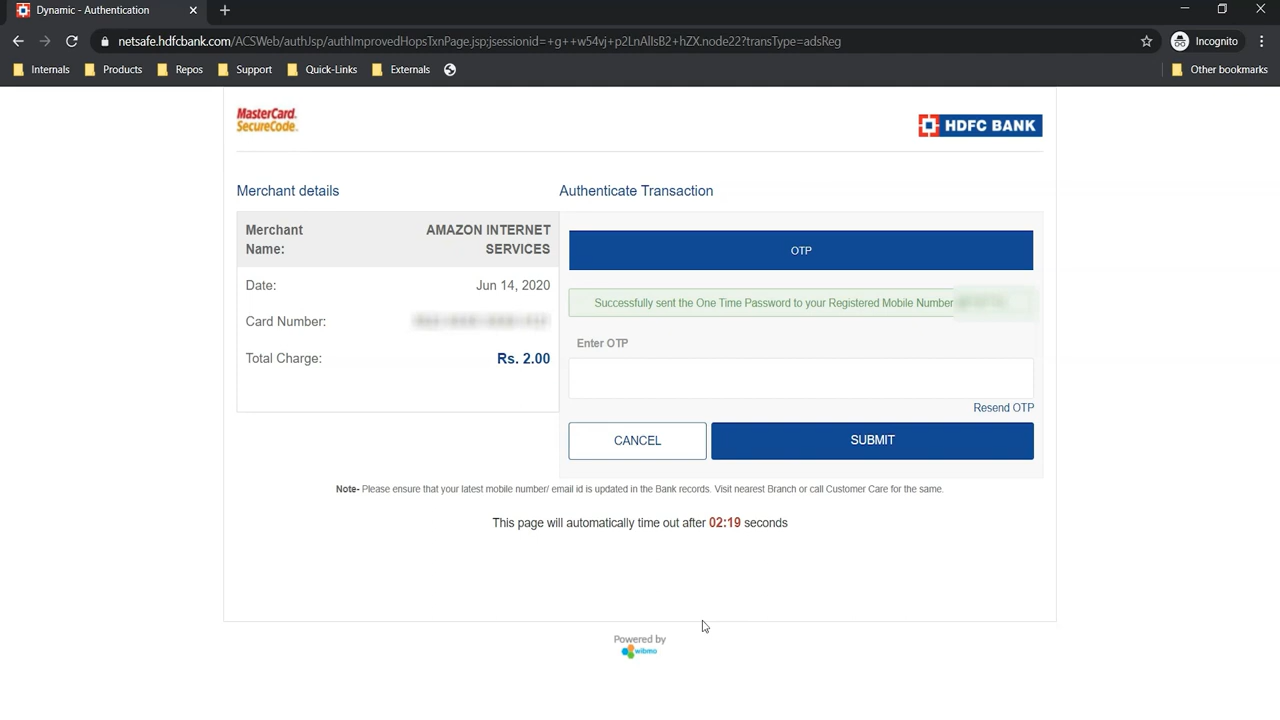 Dynamic - Authentication
netsafe.hdfcbank.com/ACSWeb/authJsp/authImprovedHopsTxnPage.jsp;jsessionid=+g++w54vj+p2LnAlIsB2+hZX.node22?transType=adsReg
Incognito
Internals Products Repos Support Quick-Links Externals Other bookmarks
MasterCard.
SecureCode.
HDFC BANK
Merchant details
Authenticate Transaction
Merchant Name: AMAZON INTERNET SERVICES
Date: Jun 14, 2020
Card Number:
Total Charge: Rs. 2.00
OTP
Successfully sent the One Time Password to your Registered Mobile Number
Enter OTP
Resend OTP
CANCEL SUBMIT
Note- Please ensure that your latest mobile number/ email id is updated in the Bank records. Visit nearest Branch or call Customer Care for the same.
This page will automatically time out after 02:19 seconds
Powered by
wibmo